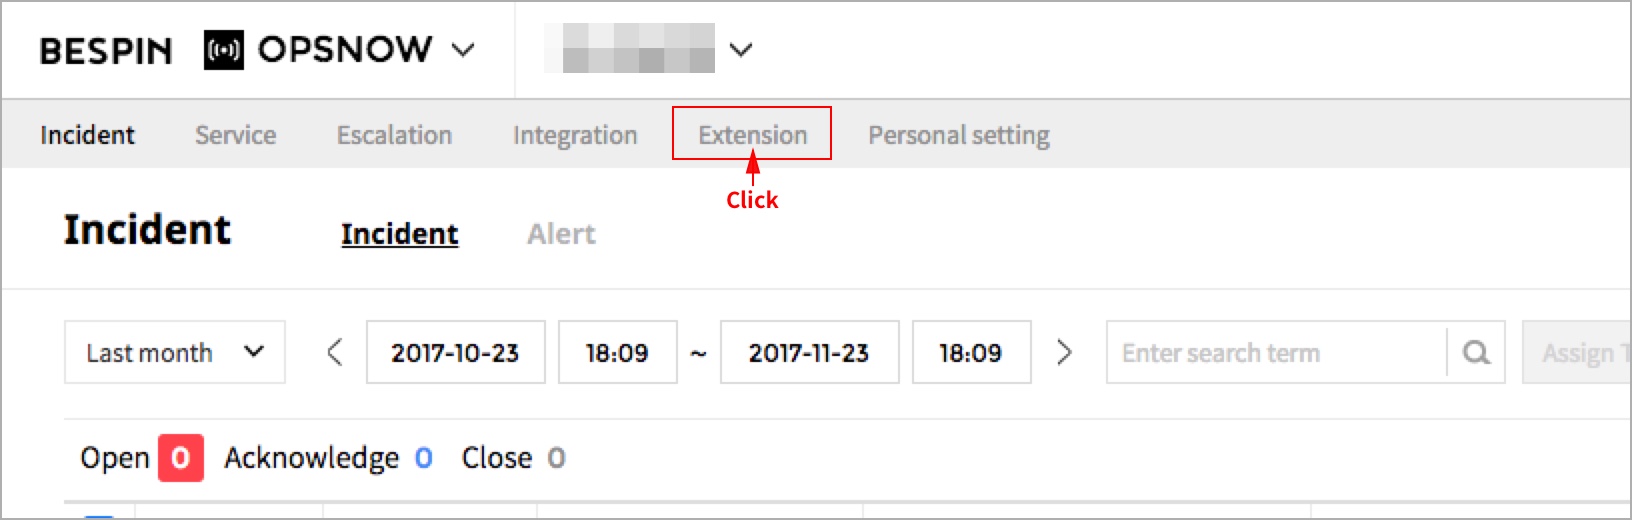 BESPIN OPSNOW
Incident Service Escalation Integration Extension Personal setting
Click
Incident Incident Alert
Last month 2017-10-23 18:09 ~ 2017-11-23 18:09 Enter search term Assign T
Open 0 Acknowledge 0 Close 0